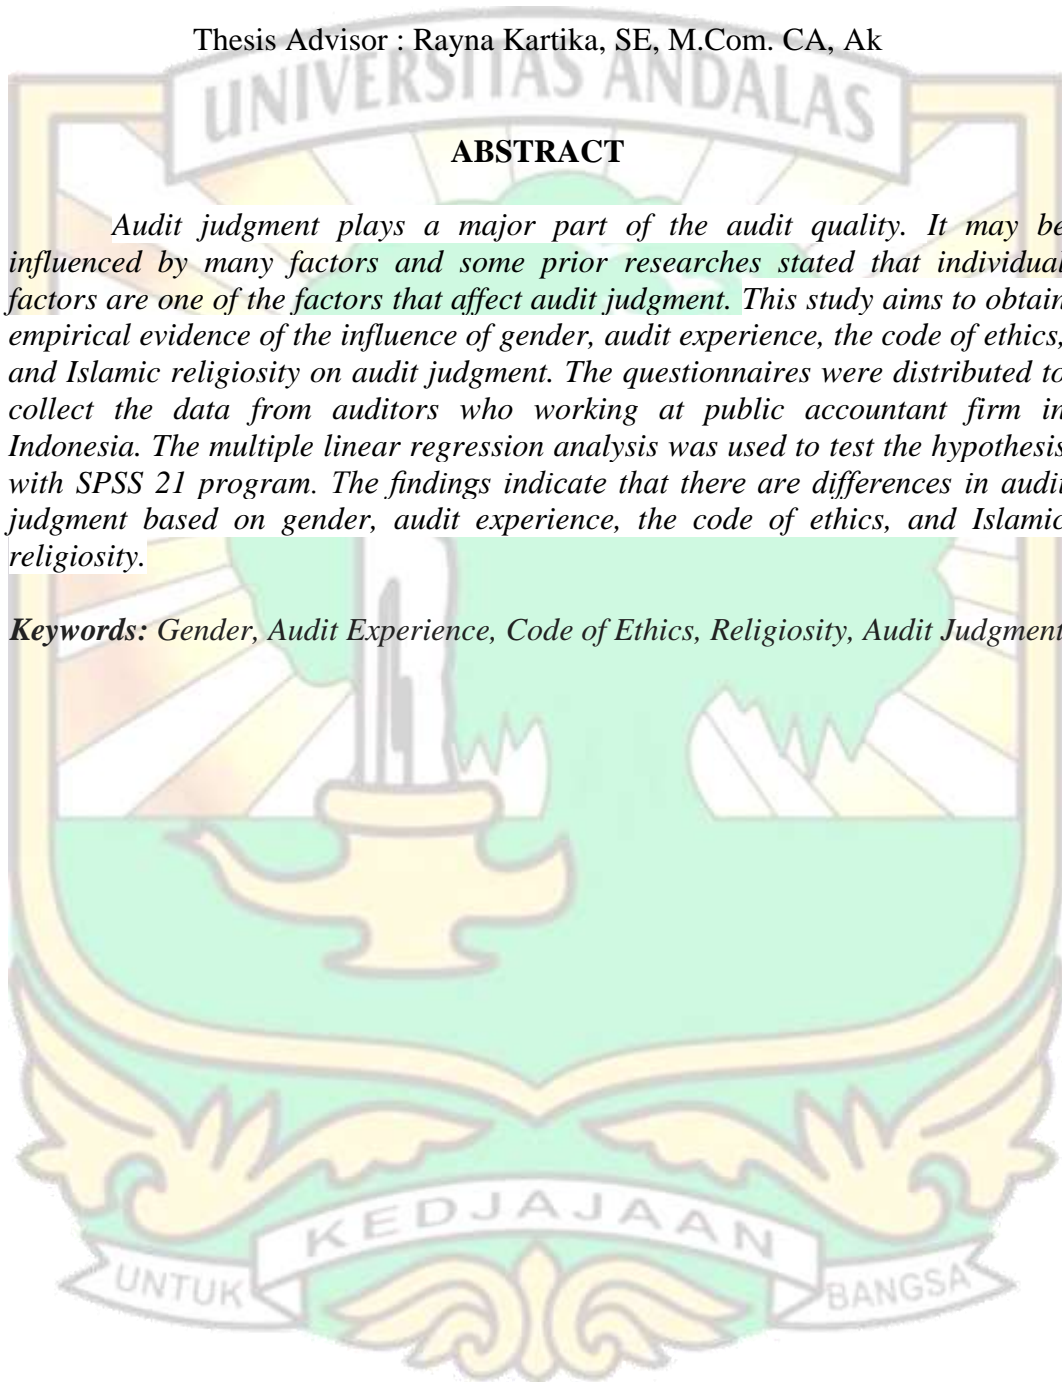 Thesis Advisor : Rayna Kartika, SE, M.Com. CA, Ak
UNIVERSITAS ANDALAS
ABSTRACT
Audit judgment plays a major part of the audit quality. It may be
influenced by many factors and some prior researches stated that individual
factors are one of the factors that affect audit judgment. This study aims to obtain
empirical evidence of the influence of gender, audit experience, the code of ethics,
and Islamic religiosity on audit judgment. The questionnaires were distributed to
collect the data from auditors who working at public accountant firm in
Indonesia. The multiple linear regression analysis was used to test the hypothesis
with SPSS 21 program. The findings indicate that there are differences in audit
judgment based on gender, audit experience, the code of ethics, and Islamic
religiosity.
Keywords: Gender, Audit Experience, Code of Ethics, Religiosity, Audit Judgment
KEDJAJAAN
UNTUK BANGSA